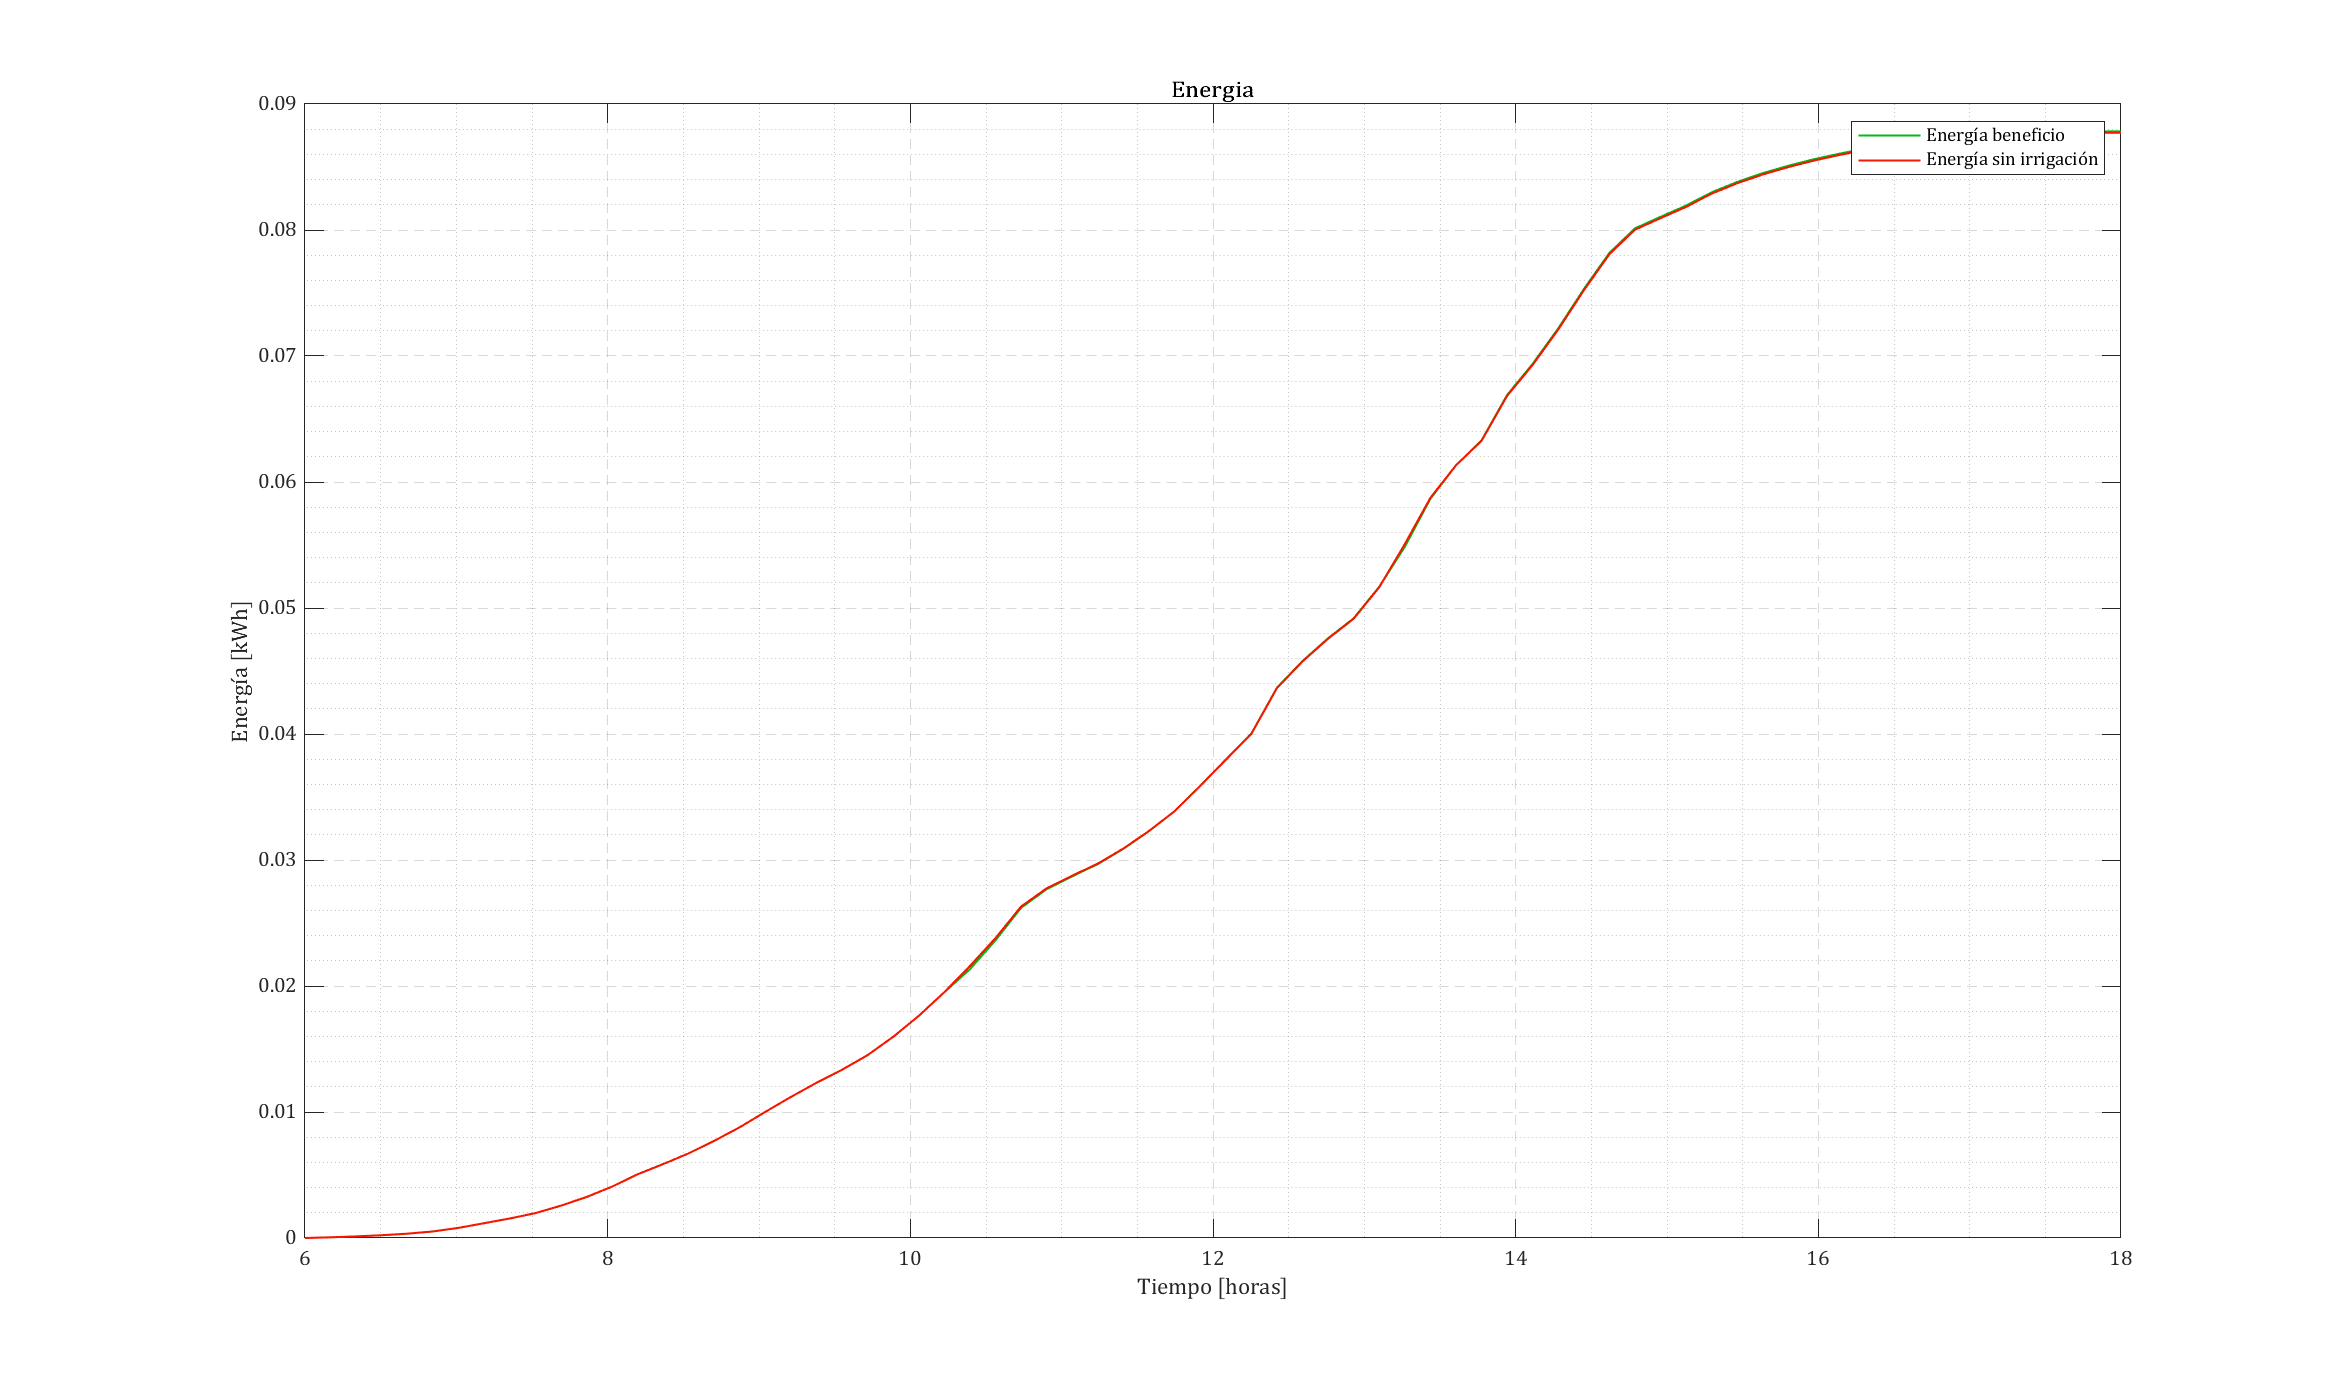 Energia
0.09
Energía beneficio
Energía sin irrigación
0.08
0.07
0.06
0.05
0.04
0.03
0.02
0.01
0
Energía [kWh]
6 8 10 12 14 16 18
Tiempo [horas]